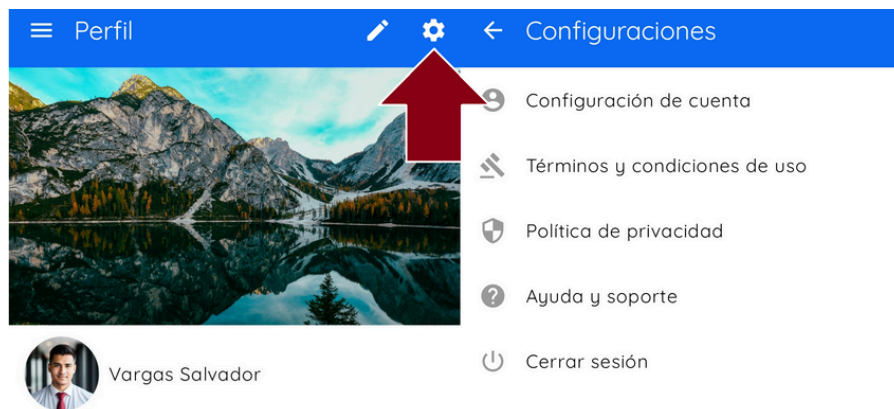 Perfil
Vargas Salvador
Configuraciones
Configuración de cuenta
Términos y condiciones de uso
Política de privacidad
Ayuda y soporte
Cerrar sesión